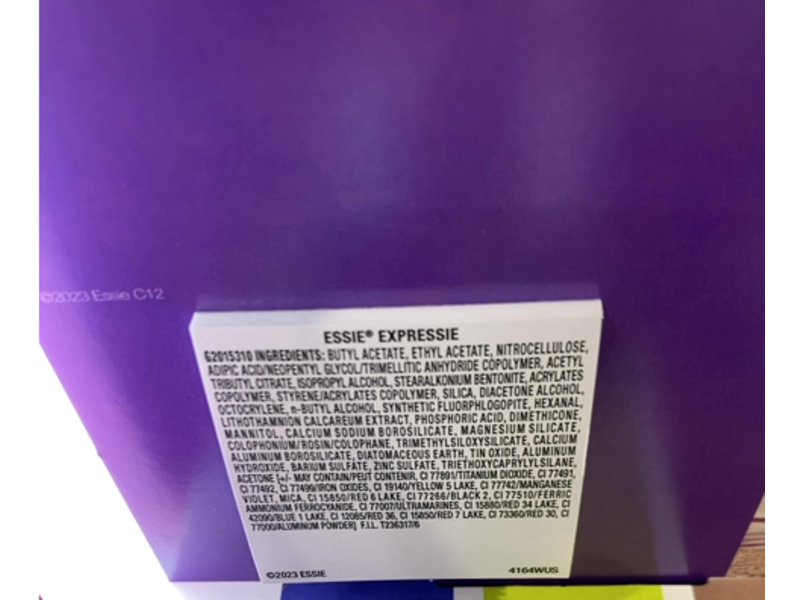 ©2023 Essie C12
ESSIE® EXPRESSIE
G2015310 INGREDIENTS: BUTYL ACETATE, ETHYL ACETATE, NITROCELLULOSE,
ADIPIC ACID/NEOPENTYL GLYCOL/TRIMELLITIC ANHYDRIDE COPOLYMER, ACETYL
TRIBUTYL CITRATE, ISOPROPYL ALCOHOL, STEARALKONIUM BENTONITE, ACRYLATES
COPOLYMER, STYRENE/ACRYLATES COPOLYMER, SILICA, DIACETONE ALCOHOL,
OCTOCRYLENE, n-BUTYL ALCOHOL, SYNTHETIC FLUORPHLOGOPITE, HEXANAL,
LITHOTHAMNION CALCAREUM EXTRACT, PHOSPHORIC ACID, DIMETHICONE,
MANNITOL, CALCIUM SODIUM BOROSILICATE, MAGNESIUM SILICATE,
COLOPHONIUM/ROSIN/COLOPHANE, TRIMETHYLSILOXYSILICATE, CALCIUM
ALUMINUM BOROSILICATE, DIATOMACEOUS EARTH, TIN OXIDE, ALUMINUM
HYDROXIDE, BARIUM SULFATE, ZINC SULFATE, TRIETHOXYCAPRYLYLSILANE,
ACETONE [+/- MAY CONTAIN/PEUT CONTENIR, CI 77891/TITANIUM DIOXIDE, CI 77491,
CI 77492, CI 77499/IRON OXIDES, CI 19140/YELLOW 5 LAKE, CI 77742/MANGANESE
VIOLET, MICA, CI 15850/RED 6 LAKE, CI 77266/BLACK 2, CI 77510/FERRIC
AMMONIUM FERROCYANIDE, CI 77007/ULTRAMARINES, CI 15880/RED 34 LAKE, CI
42090/BLUE 1 LAKE, CI 12085/RED 36, CI 15850/RED 7 LAKE, CI 73360/RED 30, CI
77000/ALUMINUM POWDER] F.I.L. T236317/6
©2023 ESSIE
4164WUS